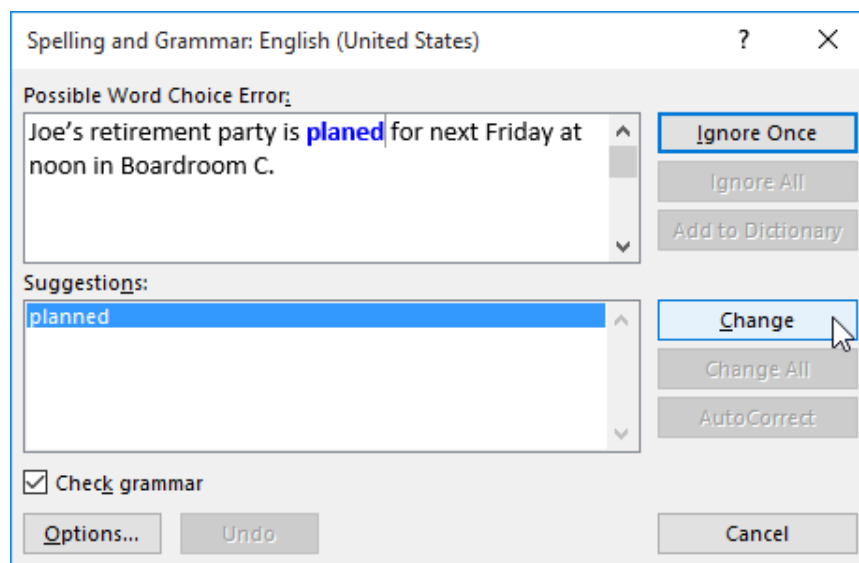 Spelling and Grammar: English (United States) ?
Possible Word Choice Error:
Joe's retirement party is planed for next Friday at
noon in Boardroom C.
Ignore Once
Ignore All
Add to Dictionary
Suggestions:
planned
Change
Change All
AutoCorrect
Check grammar
Options...
Undo
Cancel